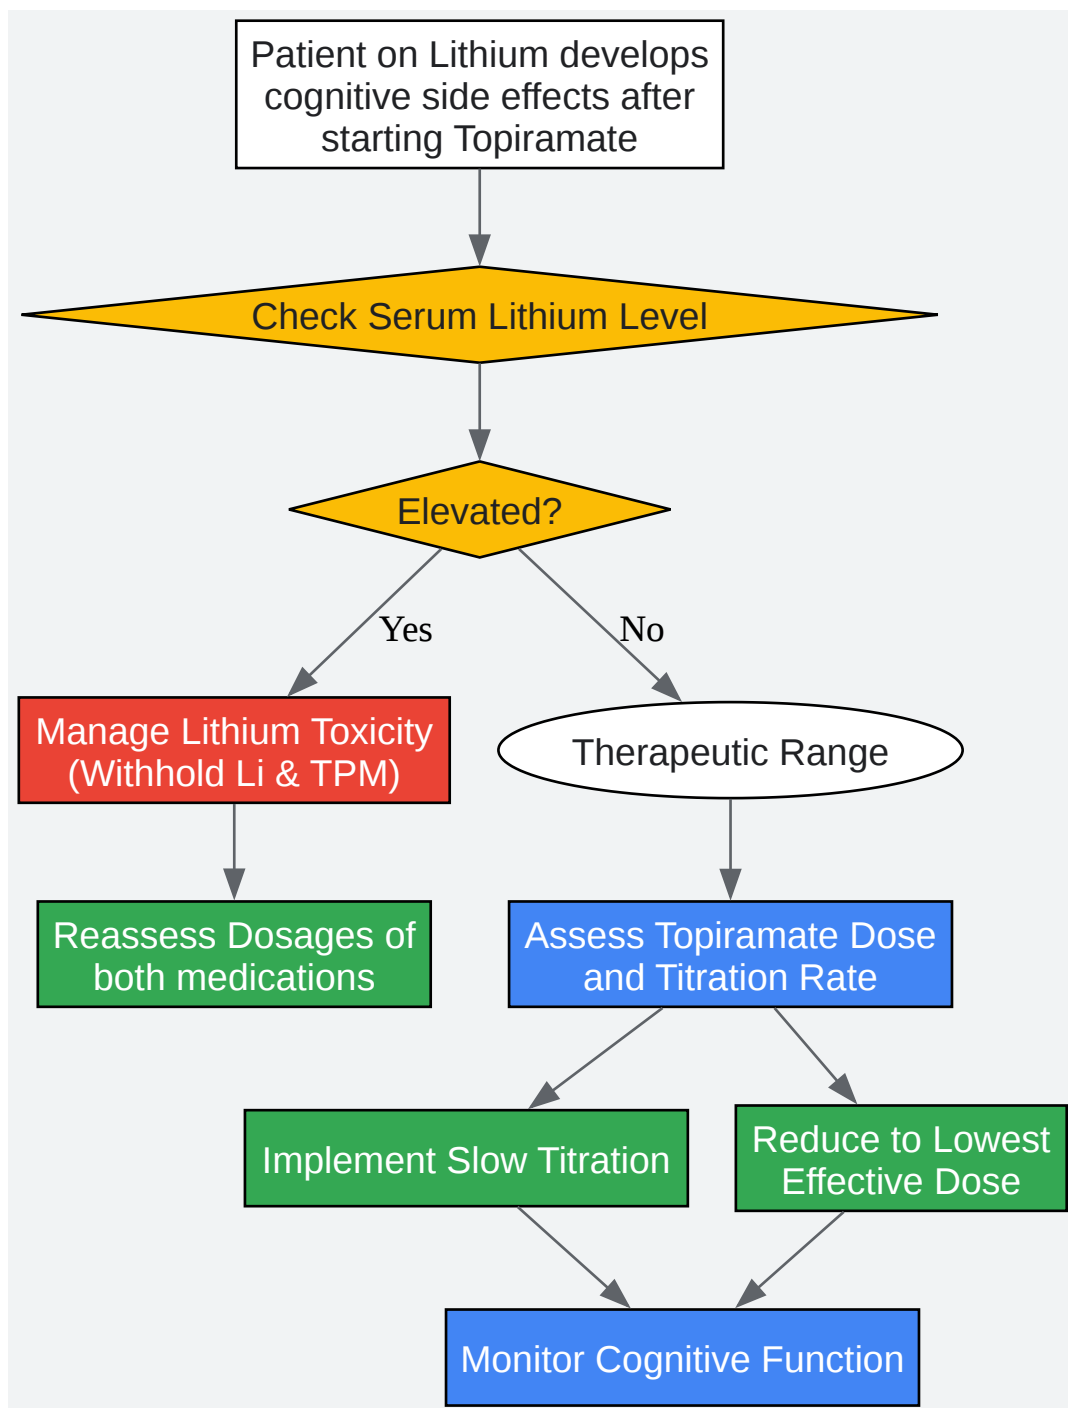 Patient on Lithium develops
cognitive side effects after
starting Topiramate
Check Serum Lithium Level
Elevated?
Yes
No
Manage Lithium Toxicity
(Withhold Li & TPM)
Therapeutic Range
Reassess Dosages of
both medications
Assess Topiramate Dose
and Titration Rate
Implement Slow Titration
Reduce to Lowest
Effective Dose
Monitor Cognitive Function